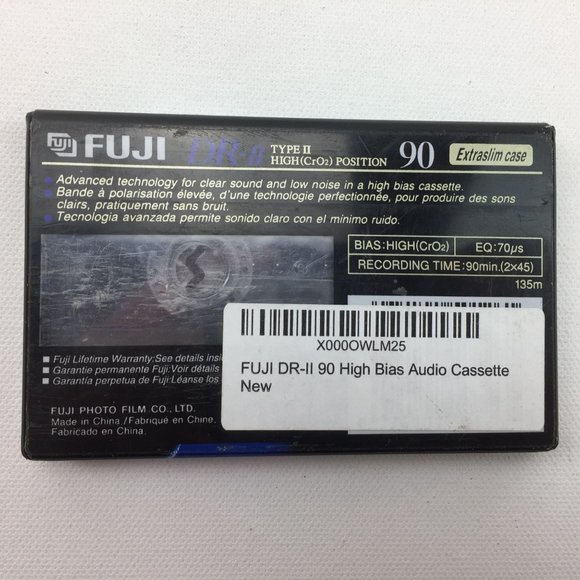 FUJI FUJI DR-II TYPE II
HIGH(CrO2) POSITION 90 Extraslim case
• Advanced technology for clear sound and low noise in a high bias cassette.
• Bande à polarisation élevée, d'une technologie perfectionnée, pour produire des sons
clairs, pratiquement sans bruit.
• Tecnologia avanzada permite sonido claro con el mínimo ruido.
BIAS:HIGH(CrO2) EQ:70µs
RECORDING TIME:90min.(2×45)
135m
S
X000OWLM25
FUJI DR-II 90 High Bias Audio Cassette
New
• Fuji Lifetime Warranty:See details
• Garantie permanente Fuji:Voir détails
• Garantía perpetua de Fuji:Léanse los
FUJI PHOTO FILM CO., LTD.
Made in China/Fabriqué en Chine
Fabricado en China.